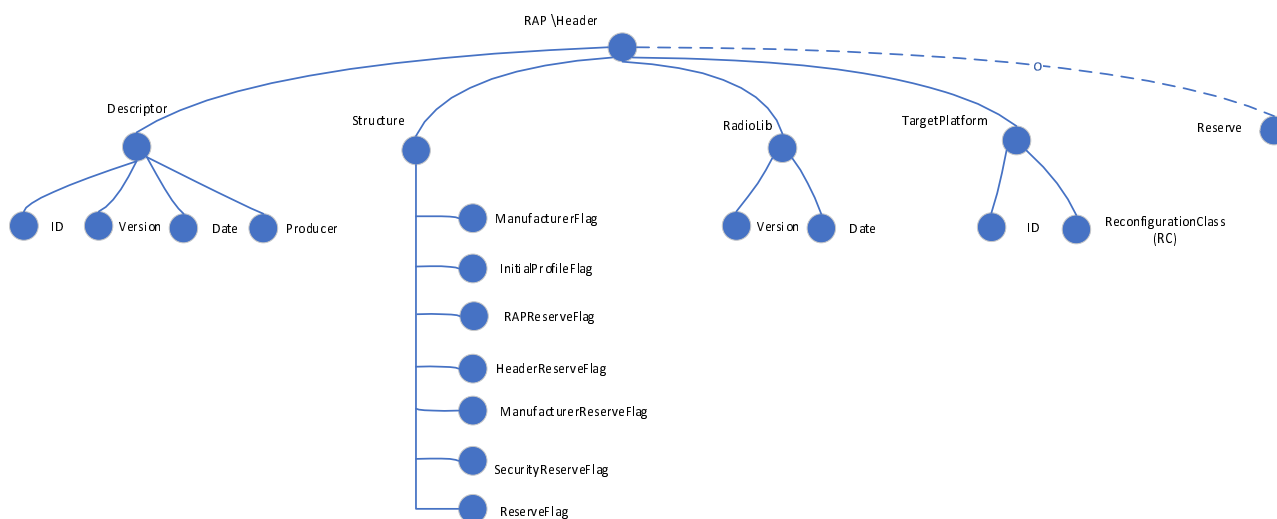 RAP \Header
Descriptor
Structure
RadioLib
TargetPlatform
Reserve
O
ID
Version
Date
Producer
Version
Date
ID
ReconfigurationClass
(RC)
ManufacturerFlag
InitialProfileFlag
RAPReserveFlag
HeaderReserveFlag
ManufacturerReserveFlag
SecurityReserveFlag
ReserveFlag